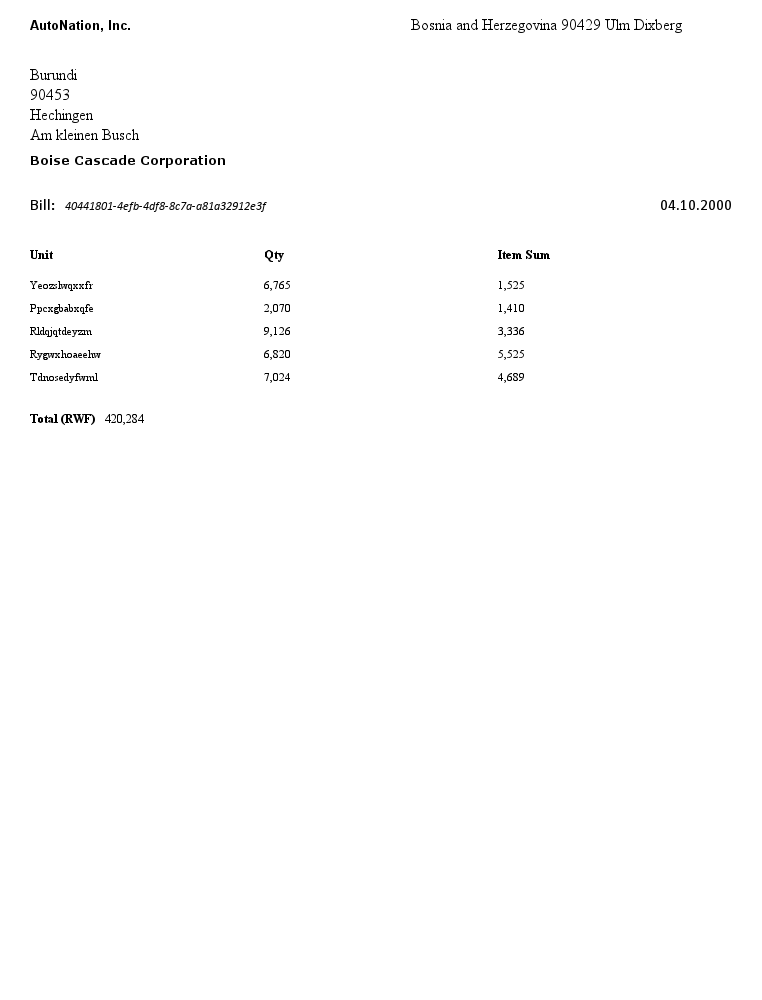 AutoNation, Inc. Bosnia and Herzegovina 90429 Ulm Dixberg
Burundi
90453
Hechingen
Am kleinen Busch
Boise Cascade Corporation
Bill: 40441801-4efb-4df8-8c7a-a81a32912e3f 04.10.2000
Unit Qty Item Sum
Yeozslwqxxfr 6,765 1,525
Ppcxgbabxqfe 2,070 1,410
Rldqjqtdeyzm 9,126 3,336
Rygwxhoaeehw 6,820 5,525
Tdnosedyfwml 7,024 4,689
Total (RWF) 420,284